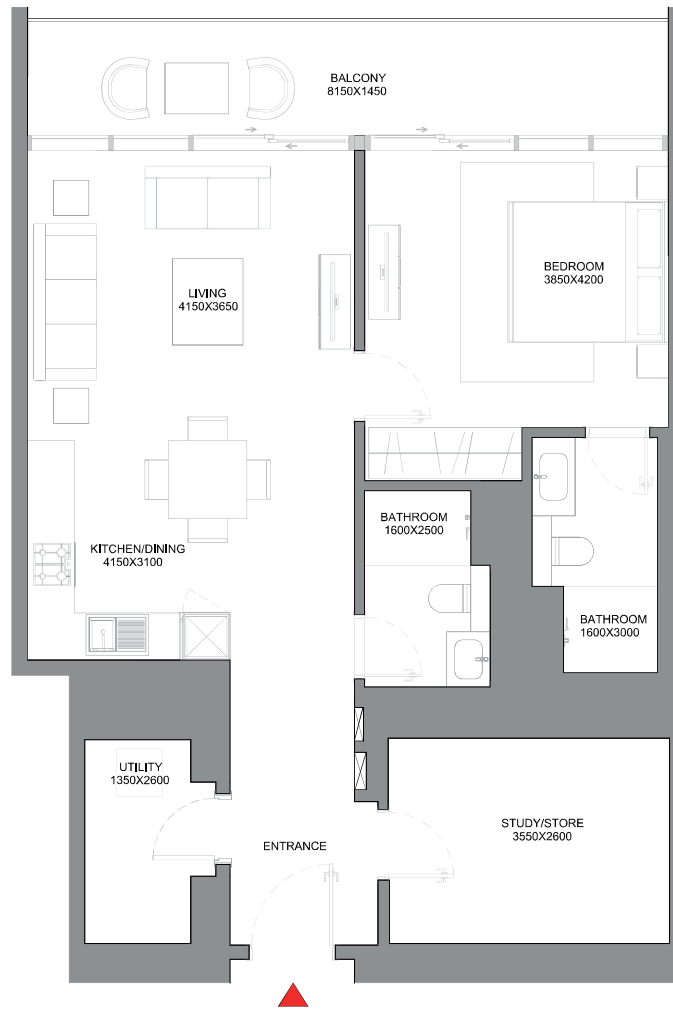 BALCONY
8150X1450
BEDROOM
3850X4200
LIVING
4150X3650
BATHROOM
1600X2500
KITCHEN/DINING
4150X3100
BATHROOM
1600X3000
UTILITY
1350X2600
STUDY/STORE
3550X2600
ENTRANCE